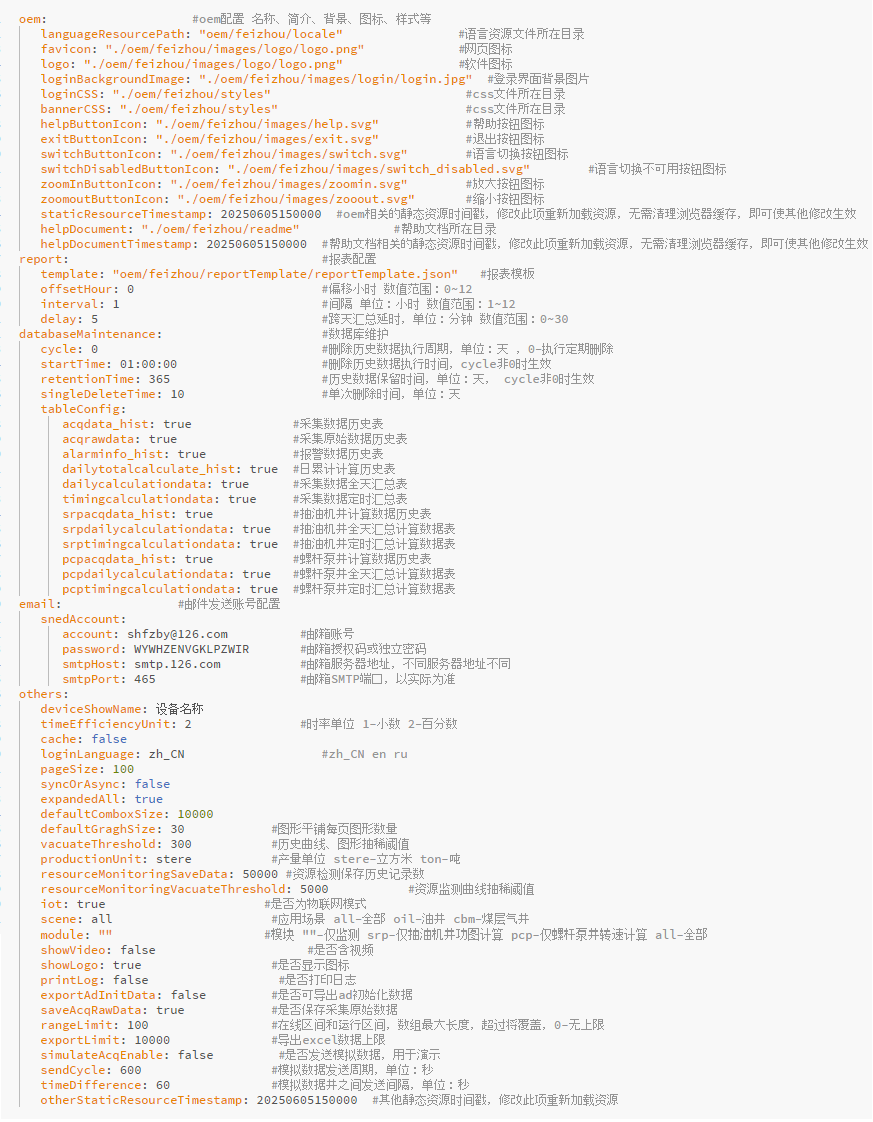 oem: #oem配置 名称、简介、背景、图标、样式等
languageResourcePath: "oem/feizhou/locale" #语言资源文件所在目录
favicon: "./oem/feizhou/images/logo/logo.png" #网页图标
logo: "./oem/feizhou/images/logo/logo.png" #软件图标
loginBackgroundImage: "./oem/feizhou/images/login/login.jpg" #登录界面背景图片
loginCSS: "./oem/feizhou/styles" #css文件所在目录
bannerCSS: "./oem/feizhou/styles" #css文件所在目录
helpButtonIcon: "./oem/feizhou/images/help.svg" #帮助按钮图标
exitButtonIcon: "./oem/feizhou/images/exit.svg" #退出按钮图标
switchButtonIcon: "./oem/feizhou/images/switch.svg" #语言切换按钮图标
switchDisabledButtonIcon: "./oem/feizhou/images/switch_disabled.svg" #语言切换不可用按钮图标
zoomInButtonIcon: "./oem/feizhou/images/zoomin.svg" #放大按钮图标
zoomoutButtonIcon: "./oem/feizhou/images/zooout.svg" #缩小按钮图标
staticResourceTimestamp: 20250605150000 #oem相关的静态资源时间戳，修改此项重新加载资源，无需清理浏览器缓存，即可使其他修改生效
helpDocument: "./oem/feizhou/readme" #帮助文档所在目录
helpDocumentTimestamp: 20250605150000 #帮助文档相关的静态资源时间戳，修改此项重新加载资源，无需清理浏览器缓存，即可使其他修改生效
report: #报表配置
template: "oem/feizhou/reportTemplate/reportTemplate.json" #报表模板
offsetHour: 0 #偏移小时 数值范围：0~12
interval: 1 #间隔 单位：小时 数值范围：1~12
delay: 5 #跨天汇总延时，单位：分钟 数值范围：0~30
databaseMaintenance: #数据库维护
cycle: 0 #删除历史数据执行周期，单位：天 ，0-执行定期删除
startTime: 01:00:00 #删除历史数据执行时间，cycle非0时生效
retentionTime: 365 #历史数据保留时间，单位：天， cycle非0时生效
singleDeleteTime: 10 #单次删除时间，单位：天
tableConfig:
acqdata_hist: true #采集数据历史表
acqrawdata: true #采集原始数据历史表
alarminfo_hist: true #报警数据历史表
dailytotalcalculate_hist: true #日累计计算历史表
dailycalculationdata: true #采集数据全天汇总表
timingcalculationdata: true #采集数据定时汇总表
srpacqdata_hist: true #抽油机井计算数据历史表
srpdailycalculationdata: true #抽油机井全天汇总计算数据表
srptimingcalculationdata: true #抽油机井定时汇总计算数据表
pcpacqdata_hist: true #螺杆泵井计算数据历史表
pcpdailycalculationdata: true #螺杆泵井全天汇总计算数据表
pcptimingcalculationdata: true #螺杆泵井定时汇总计算数据表
email: #邮件发送账号配置
snedAccount:
account: shfzby@126.com #邮箱账号
password: WYWHZENVGKLPZWIR #邮箱授权码或独立密码
smtpHost: smtp.126.com #邮箱服务器地址，不同服务器地址不同
smtpPort: 465 #邮箱SMTP端口，以实际为准
others:
deviceShowName: 设备名称
timeEfficiencyUnit: 2 #时率单位 1-小数 2-百分数
cache: false
loginLanguage: zh_CN #zh_CN en ru
pageSize: 100
syncOrAsync: false
expandedAll: true
defaultComboxSize: 10000
defaultGraghSize: 30 #图形平铺每页图形数量
vacuateThreshold: 300 #历史曲线、图形抽稀阈值
productionUnit: stere #产量单位 stere-立方米 ton-吨
resourceMonitoringSaveData: 50000 #资源检测保存历史记录数
resourceMonitoringVacuateThreshold: 5000 #资源监测曲线抽稀阈值
iot: true #是否为物联网模式
scene: all #应用场景 all-全部 oil-油井 cbm-煤层气井
module: "" #模块 ""-仅监测 srp-仅抽油机井功图计算 pcp-仅螺杆泵井转速计算 all-全部
showVideo: false #是否含视频
showLogo: true #是否显示图标
printLog: false #是否打印日志
exportAdInitData: false #是否可导出ad初始化数据
saveAcqRawData: true #是否保存采集原始数据
rangeLimit: 100 #在线区间和运行区间，数组最大长度，超过将覆盖，0-无上限
exportLimit: 10000 #导出excel数据上限
simulateAcqEnable: false #是否发送模拟数据，用于演示
sendCycle: 600 #模拟数据发送周期，单位：秒
timeDifference: 60 #模拟数据井之间发送间隔，单位：秒
otherStaticResourceTimestamp: 20250605150000 #其他静态资源时间戳，修改此项重新加载资源